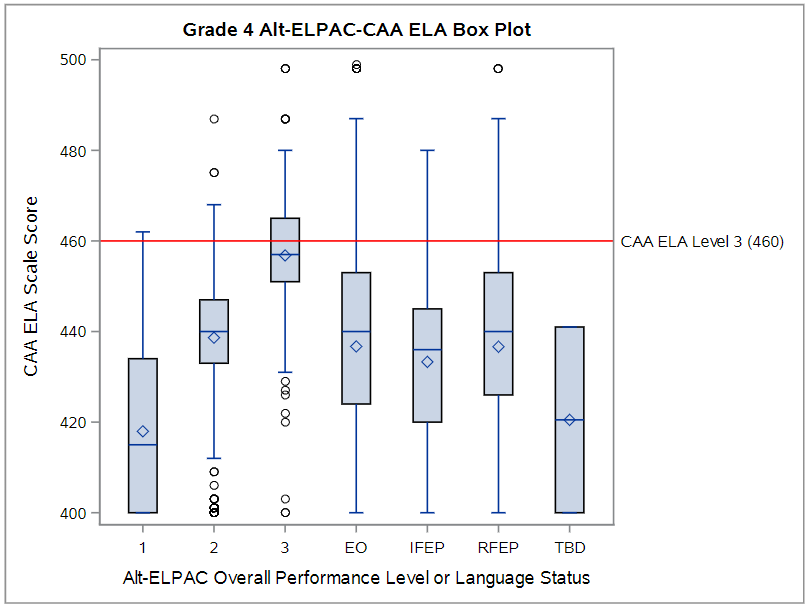 Grade 4 Alt-ELPAC-CAA ELA Box Plot
500
480
460
440
420
400
CAA ELA Scale Score
CAA ELA Level 3 (460)
1 2 3 EO IFEP RFEP TBD
Alt-ELPAC Overall Performance Level or Language Status